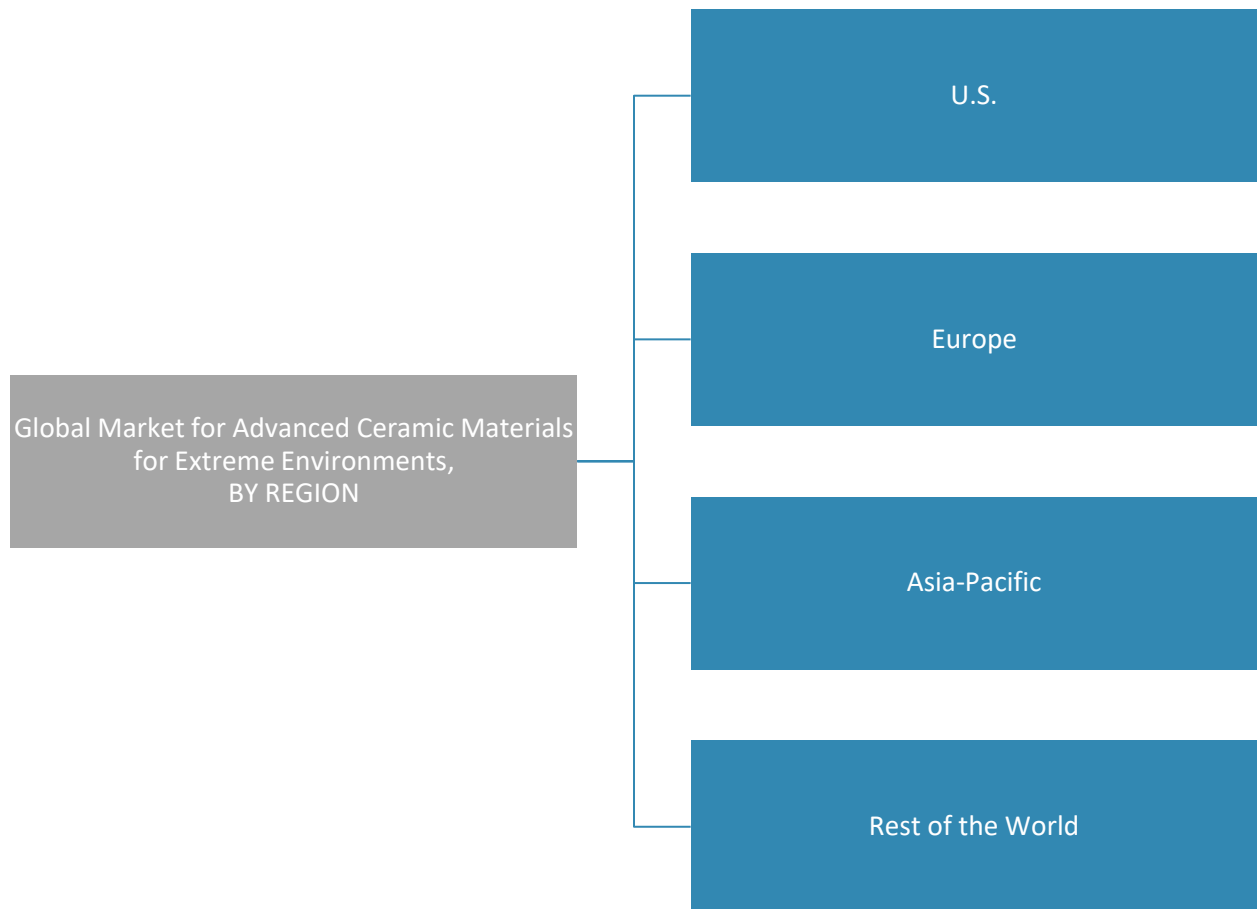 U.S.
Europe
Global Market for Advanced Ceramic Materials
for Extreme Environments,
BY REGION
Asia-Pacific
Rest of the World